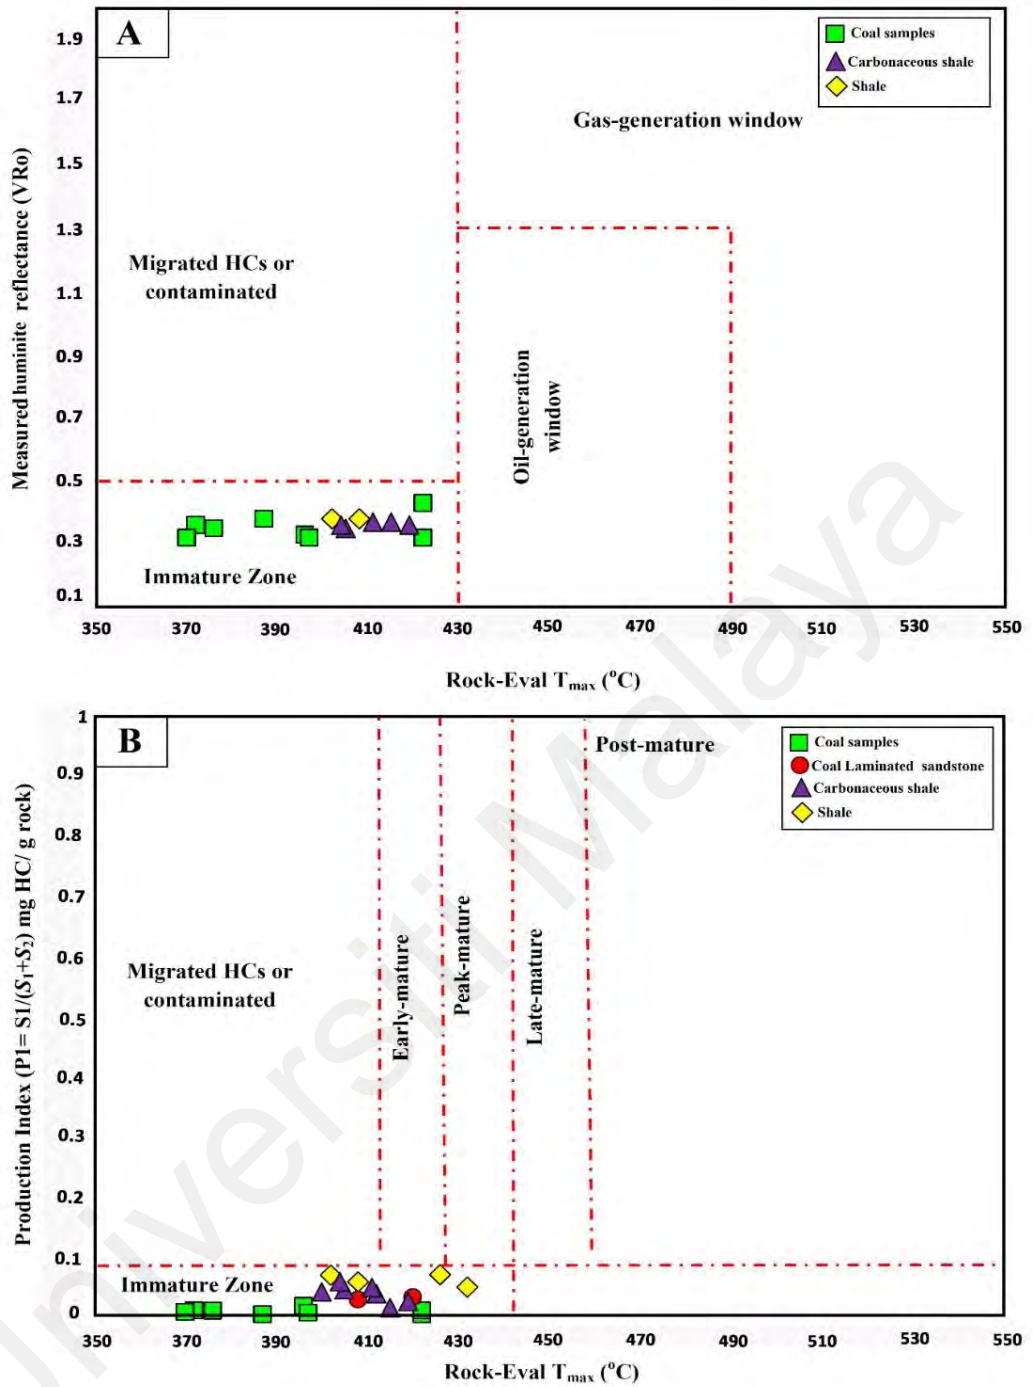 A
Coal samples
Carbonaceous shale
Shale
Gas-generation window
Migrated HCs or
contaminated
Oil-generation
window
Immature Zone
Measured huminite reflectance (VRo)
1.9
1.7
1.5
1.3
1.1
0.9
0.7
0.5
0.3
0.1
350 370 390 410 430 450 470 490 510 530 550
Rock-Eval Tmax (oC)
B
Post-mature
Coal samples
Coal Laminated sandstone
Carbonaceous shale
Shale
Migrated HCs or
contaminated
Early-mature
Peak-mature
Late-mature
Immature Zone
Production Index (P1= S1/(S1+S2) mg HC/ g rock)
1
0.9
0.8
0.7
0.6
0.5
0.4
0.3
0.2
0.1
0
350 370 390 410 430 450 470 490 510 530 550
Rock-Eval Tmax (oC)
Universiti Malaya